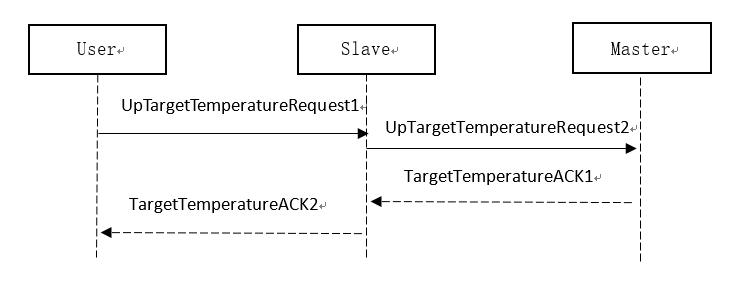 User
Slave
Master
UpTargetTemperatureRequest1
UpTargetTemperatureRequest2
TargetTemperatureACK1
TargetTemperatureACK2